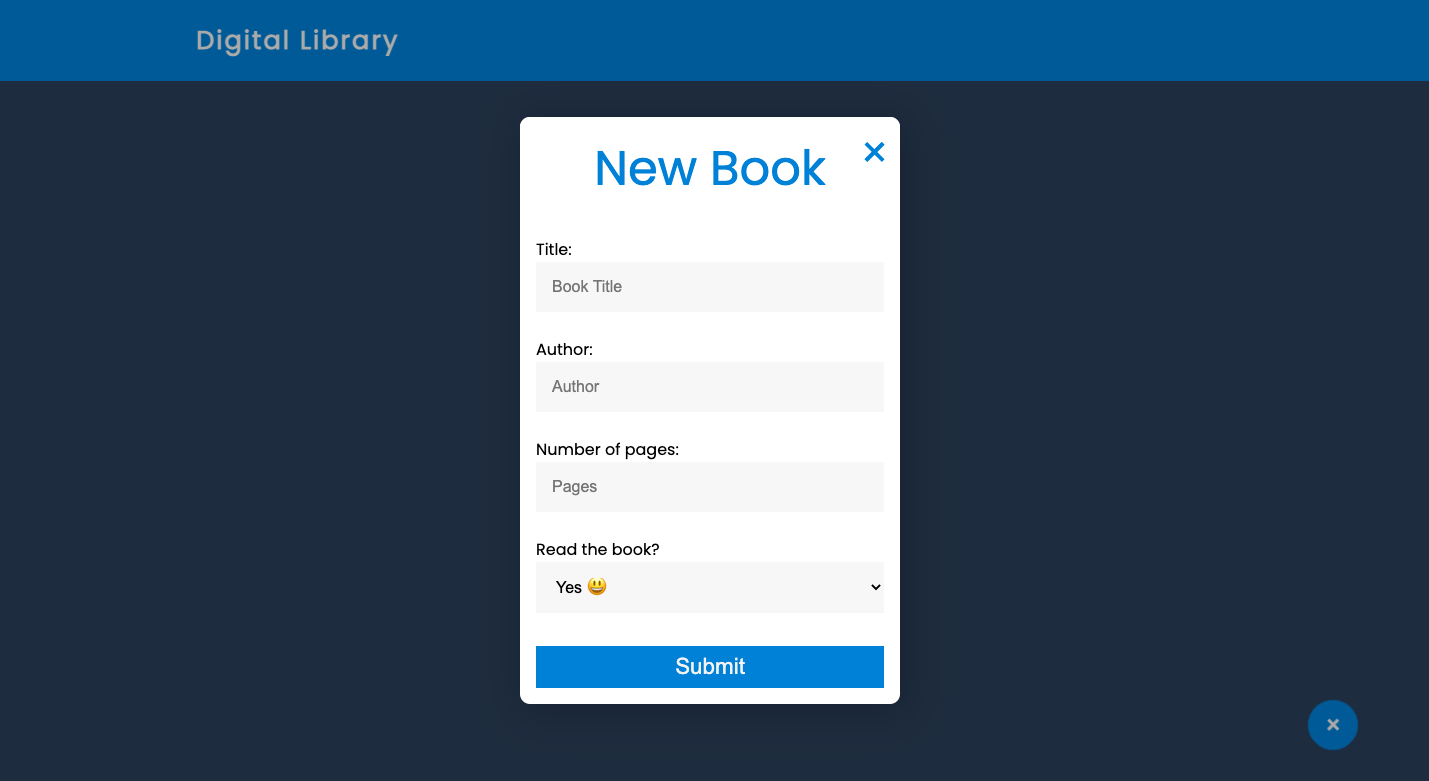 Digital Library
New Book
Title:
Book Title
Author:
Author
Number of pages:
Pages
Read the book?
Yes 😃
Submit